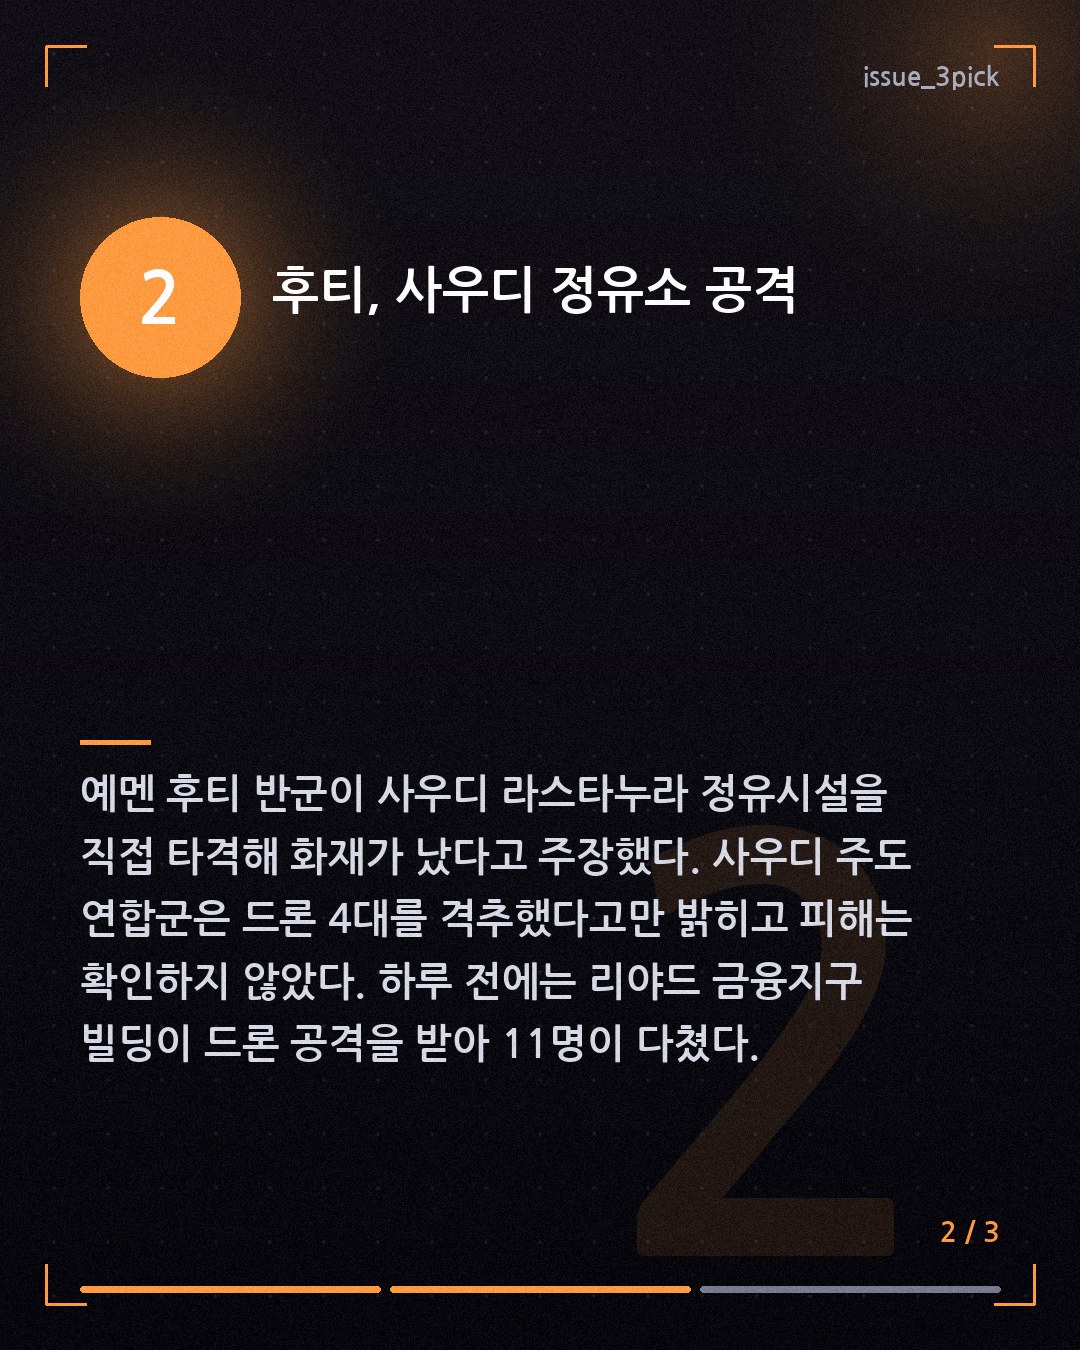 issue_3pick
2
후티, 사우디 정유소 공격
예멘 후티 반군이 사우디 라스타누라 정유시설을
직접 타격해 화재가 났다고 주장했다. 사우디 주도
연합군은 드론 4대를 격추했다고만 밝히고 피해는
확인하지 않았다. 하루 전에는 리야드 금융지구
빌딩이 드론 공격을 받아 11명이 다쳤다.
2
2 / 3